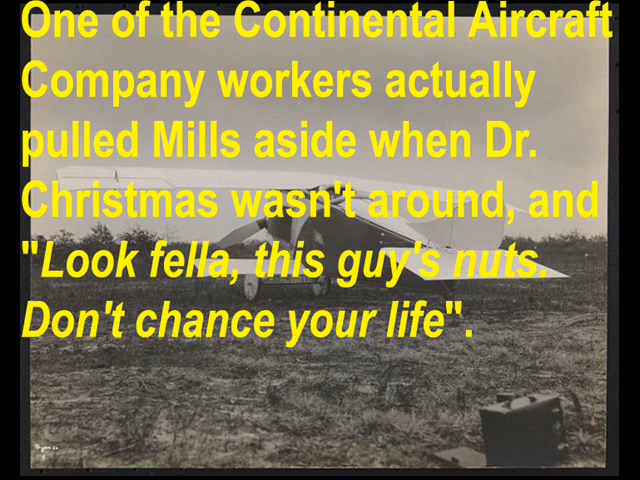 One of the Continental Aircraft
Company workers actually
pulled Mills aside when Dr.
Christmas wasn't around, and
"Look fella, this guy's nuts.
Don't chance your life".